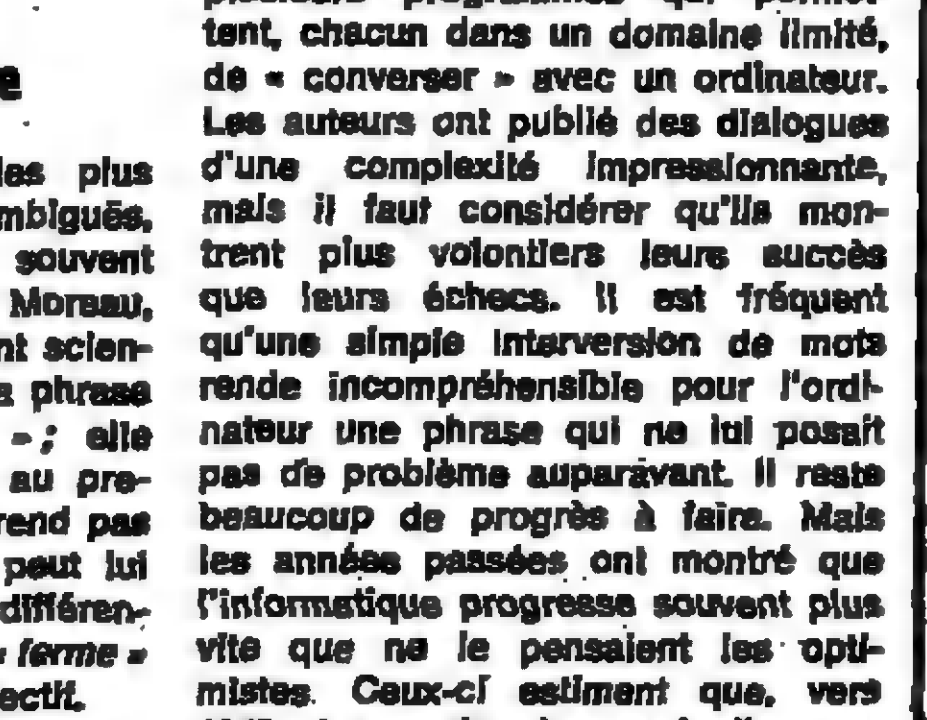 e
les plus
mbiguës,
souvent
Moreau,
nt scien-
a phrase
» ; elle
au pre-
rend pas
peut lui
différen-
« ferme »
ectif.
tent, chacun dans un domaine limité,
de « converser » avec un ordinateur.
Les auteurs ont publié des dialogues
d'une complexité impressionnante,
mais il faut considérer qu'ils mon-
trent plus volontiers leurs succès
que leurs échecs. Il est fréquent
qu'une simple interversion de mots
rende incompréhensible pour l'ordi-
nateur une phrase qui ne lui posait
pas de problème auparavant. Il reste
beaucoup de progrès à faire. Mais
les années passées ont montré que
l'informatique progresse souvent plus
vite que ne le pensaient les opti-
mistes. Ceux-ci estiment que, vers